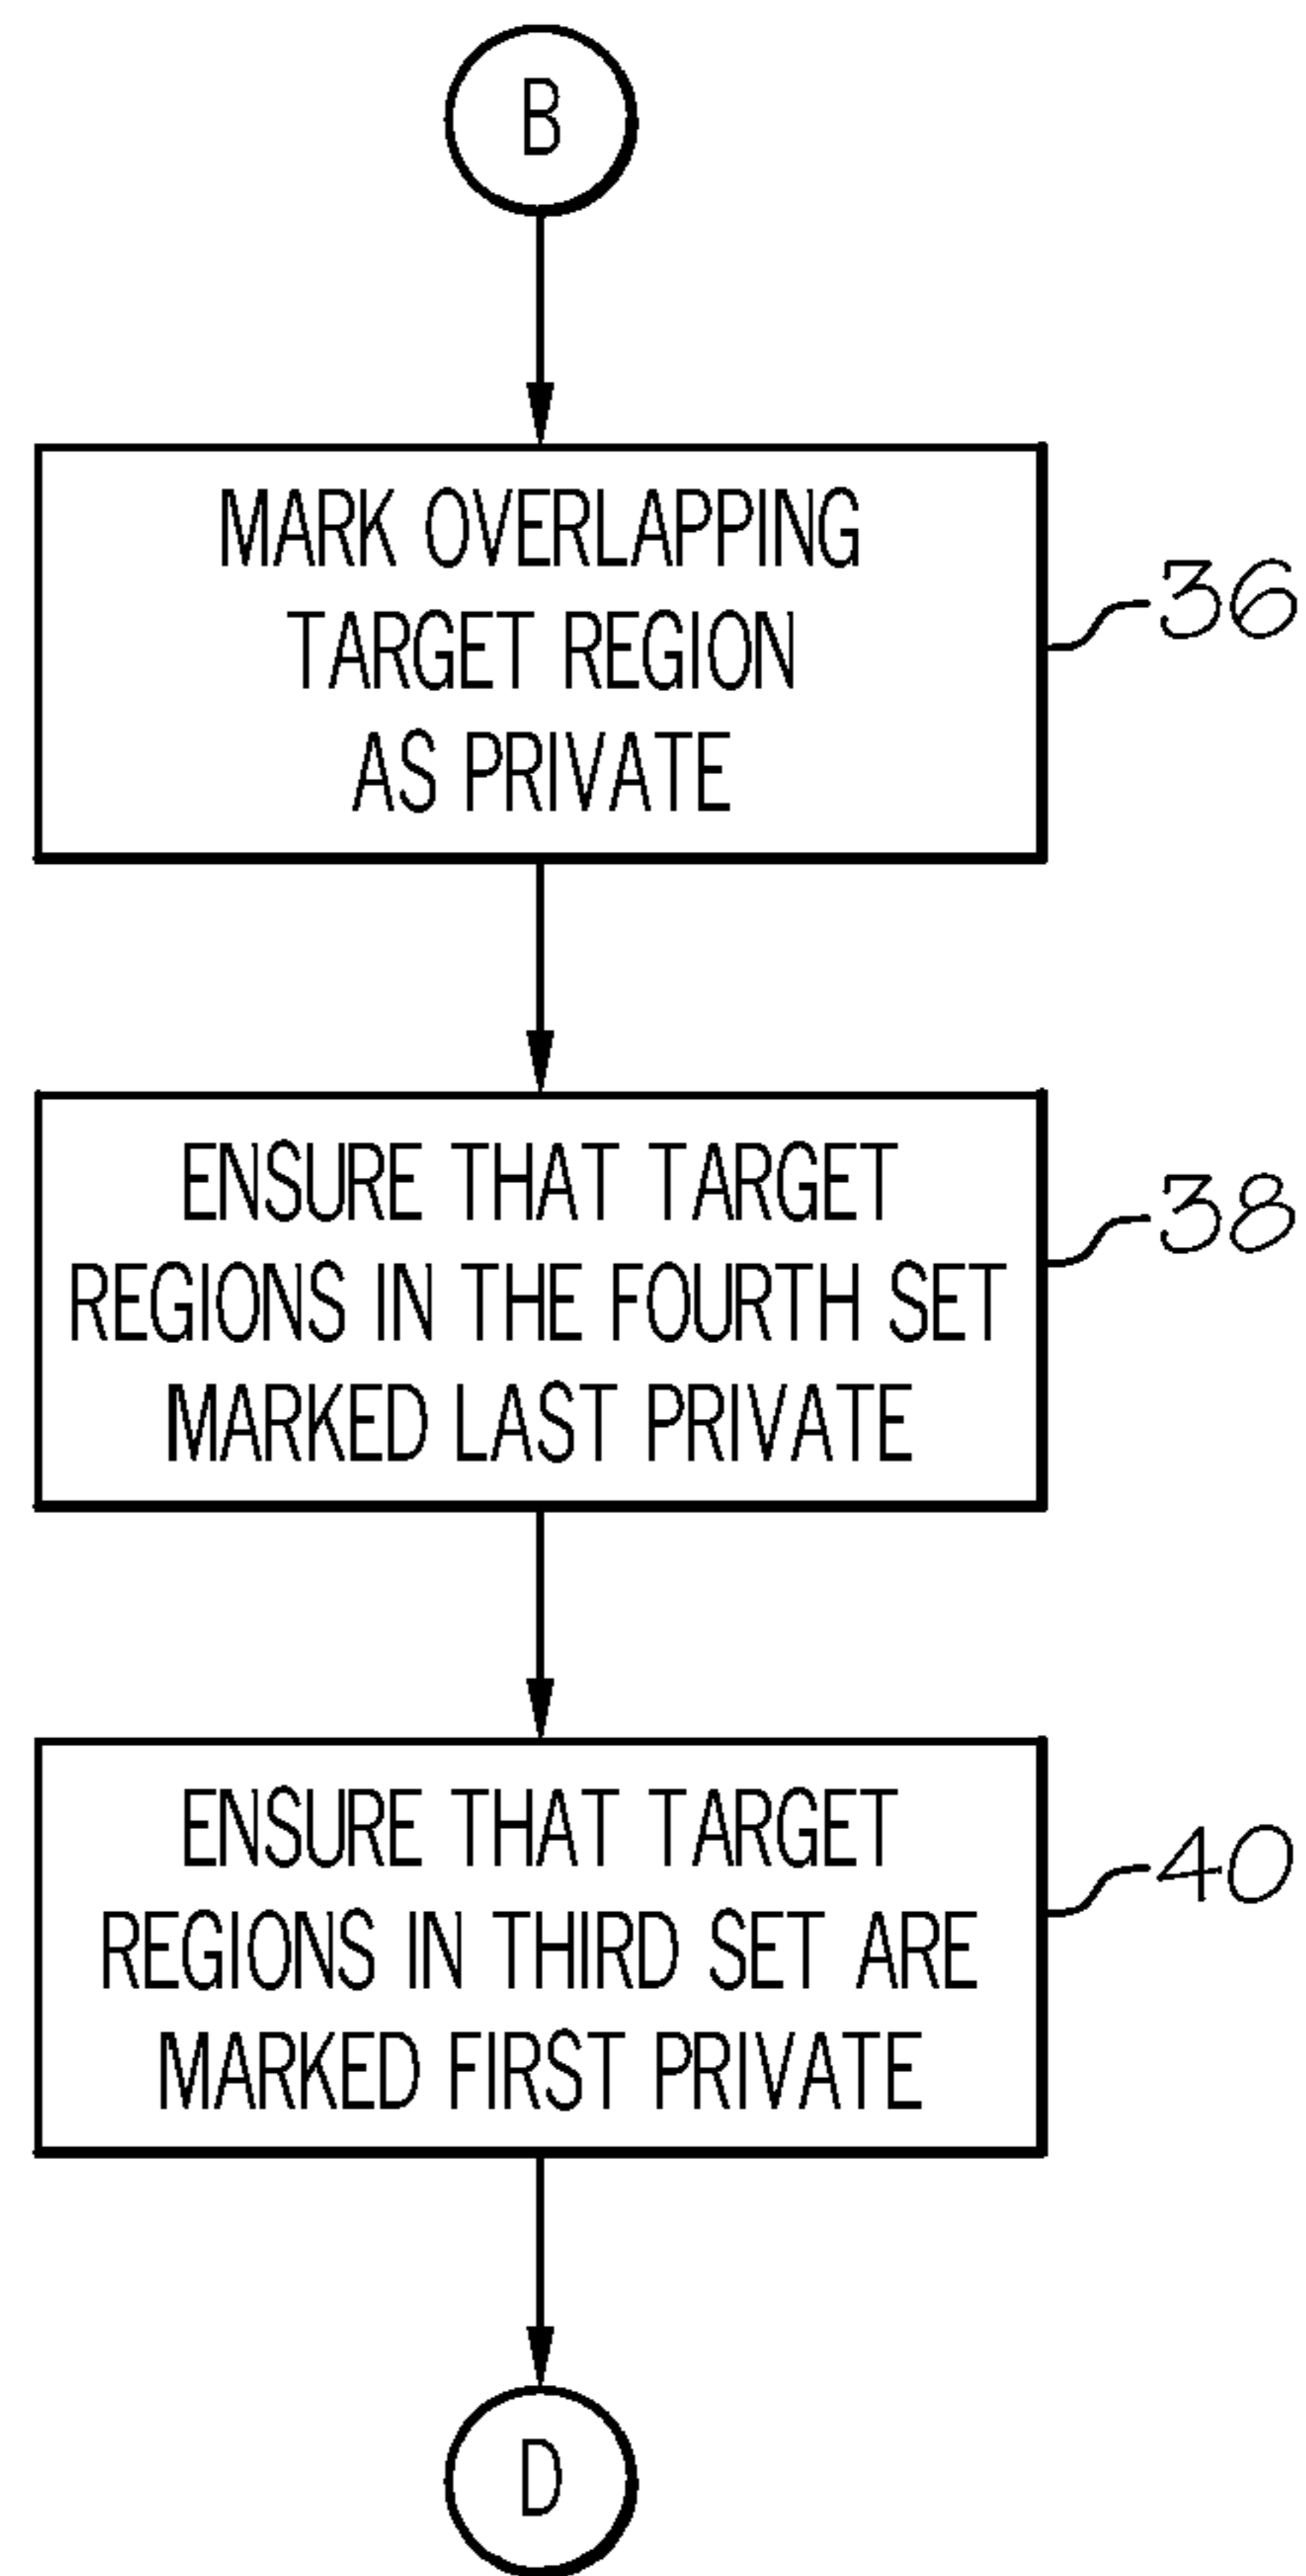 B
MARK OVERLAPPING
TARGET REGION
AS PRIVATE
36
ENSURE THAT TARGET
REGIONS IN THE FOURTH SET
MARKED LAST PRIVATE
38
ENSURE THAT TARGET
REGIONS IN THIRD SET ARE
MARKED FIRST PRIVATE
40
D